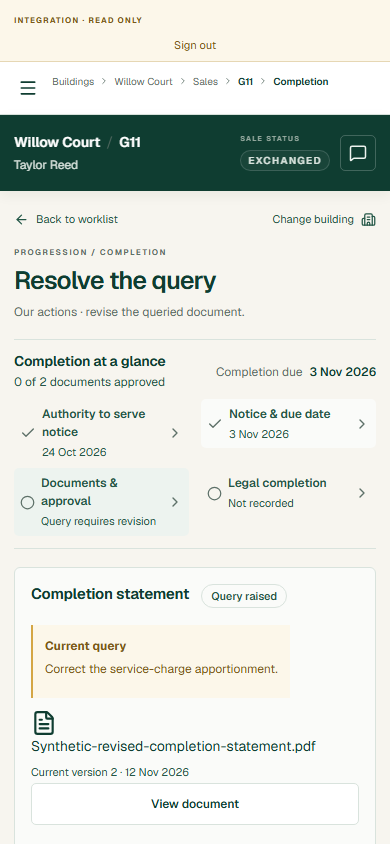 INTEGRATION · READ ONLY
Sign out
Buildings > Willow Court > Sales > G11 > Completion
Willow Court / G11
Taylor Reed
SALE STATUS
EXCHANGED
Back to worklist
Change building
PROGRESSION / COMPLETION
Resolve the query
Our actions · revise the queried document.
Completion at a glance
0 of 2 documents approved
Completion due 3 Nov 2026
Authority to serve
notice
24 Oct 2026
Notice & due date
3 Nov 2026
Documents &
approval
Query requires revision
Legal completion
Not recorded
Completion statement
Query raised
Current query
Correct the service-charge apportionment.
Synthetic-revised-completion-statement.pdf
Current version 2 · 12 Nov 2026
View document